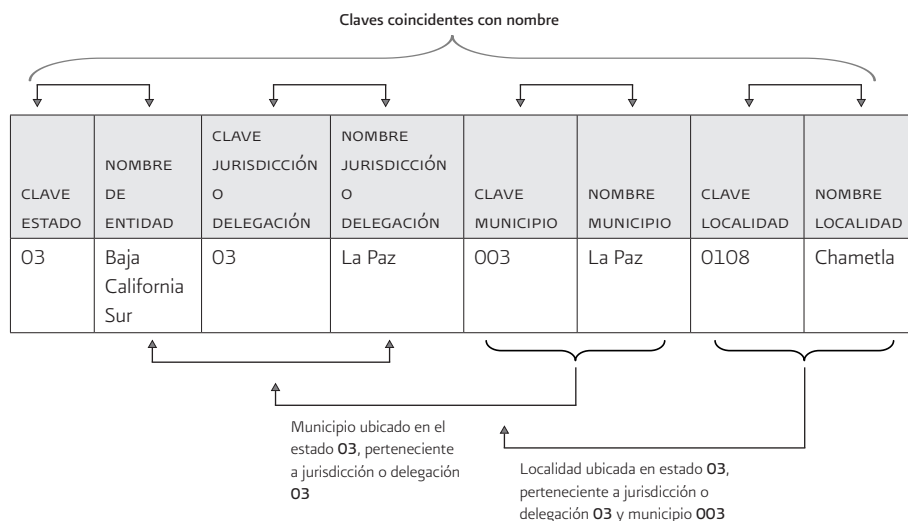 Claves coincidentes con nombre
CLAVE ESTADO
NOMBRE DE ENTIDAD
CLAVE JURISDICCIÓN O DELEGACIÓN
NOMBRE JURISDICCIÓN O DELEGACIÓN
CLAVE MUNICIPIO
NOMBRE MUNICIPIO
CLAVE LOCALIDAD
NOMBRE LOCALIDAD
03
Baja
California
Sur
03
La Paz
003
La Paz
0108
Chametla
Municipio ubicado en el
estado 03, perteneciente
a jurisdicción o delegación
03
Localidad ubicada en estado 03,
perteneciente a jurisdicción o
delegación 03 y municipio 003